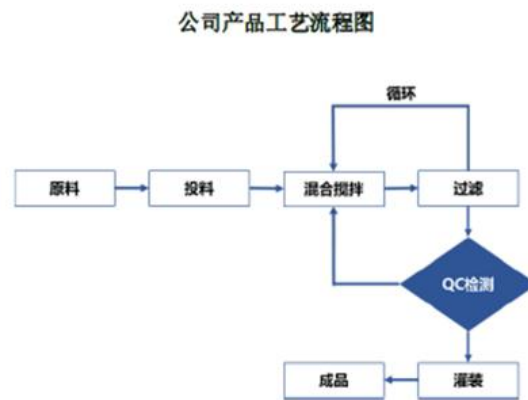 公司产品工艺流程图
循环
原料
投料
混合搅拌
过滤
QC检测
成品
灌装